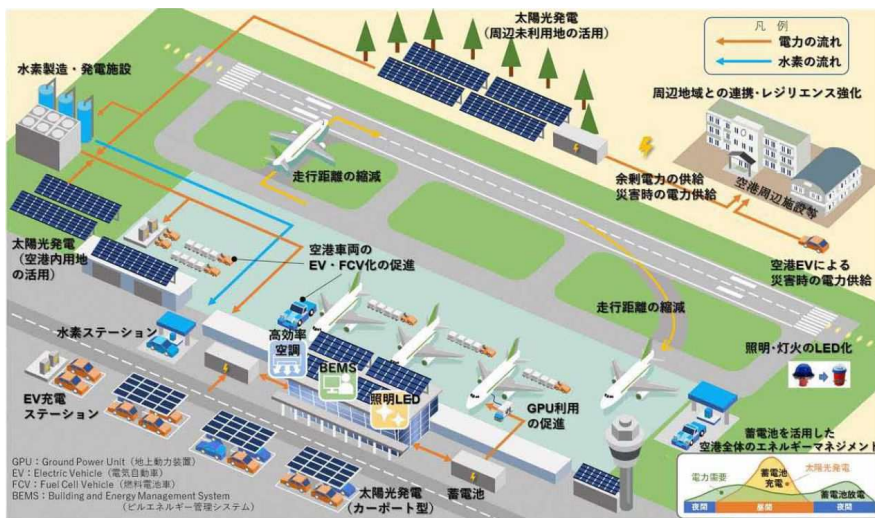 太陽光発電
(周辺未利用地の活用)
凡 例
電力の流れ
水素の流れ
水素製造・発電施設
周辺地域との連携・レジリエンス強化
走行距離の縮減
余剰電力の供給
災害時の電力供給
空港周辺施設等
太陽光発電
(空港内用地
の活用)
空港車両の
EV・FCV化の促進
空港EVによる
災害時の電力供給
走行距離の縮減
水素ステーション
高効率
空調
BEMS
照明LED
照明・灯火のLED化
EV充電
ステーション
GPU利用
の促進
蓄電池を活用した
空港全体のエネルギーマネジメント
電力需要
蓄電池
充電
太陽光発電
蓄電池放電
夜間
昼間
夜間
太陽光発電
(カーポート型)
蓄電池
GPU:Ground Power Unit(地上動力装置)
EV:Electric Vehicle(電気自動車)
FCV:Fuel Cell Vehicle(燃料電池車)
BEMS:Building and Energy Management System
(ビルエネルギー管理システム)